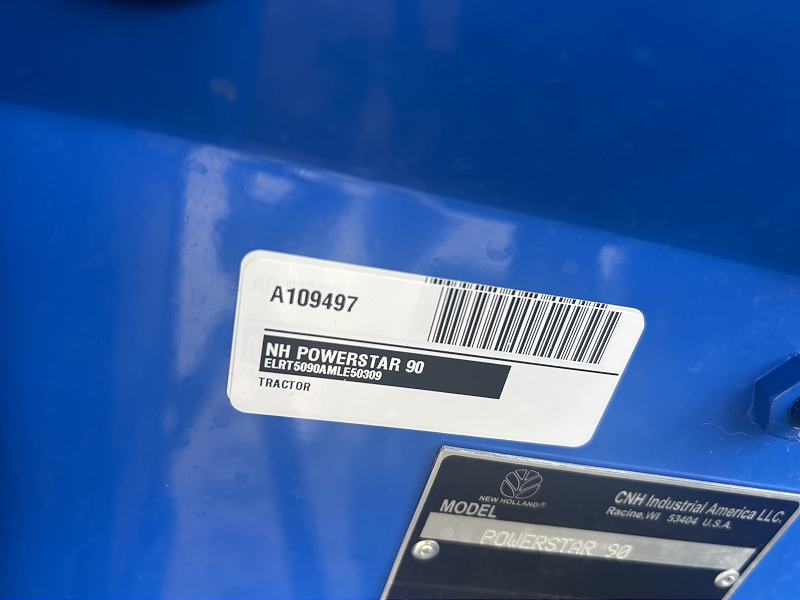 A109497
NH POWERSTAR 90
ELRT5090AMLE50309
TRACTOR
NEW HOLLAND®
CNH Industrial America LLC.
Racine, WI 53404 U.S.A.
MODEL
POWERSTAR 90